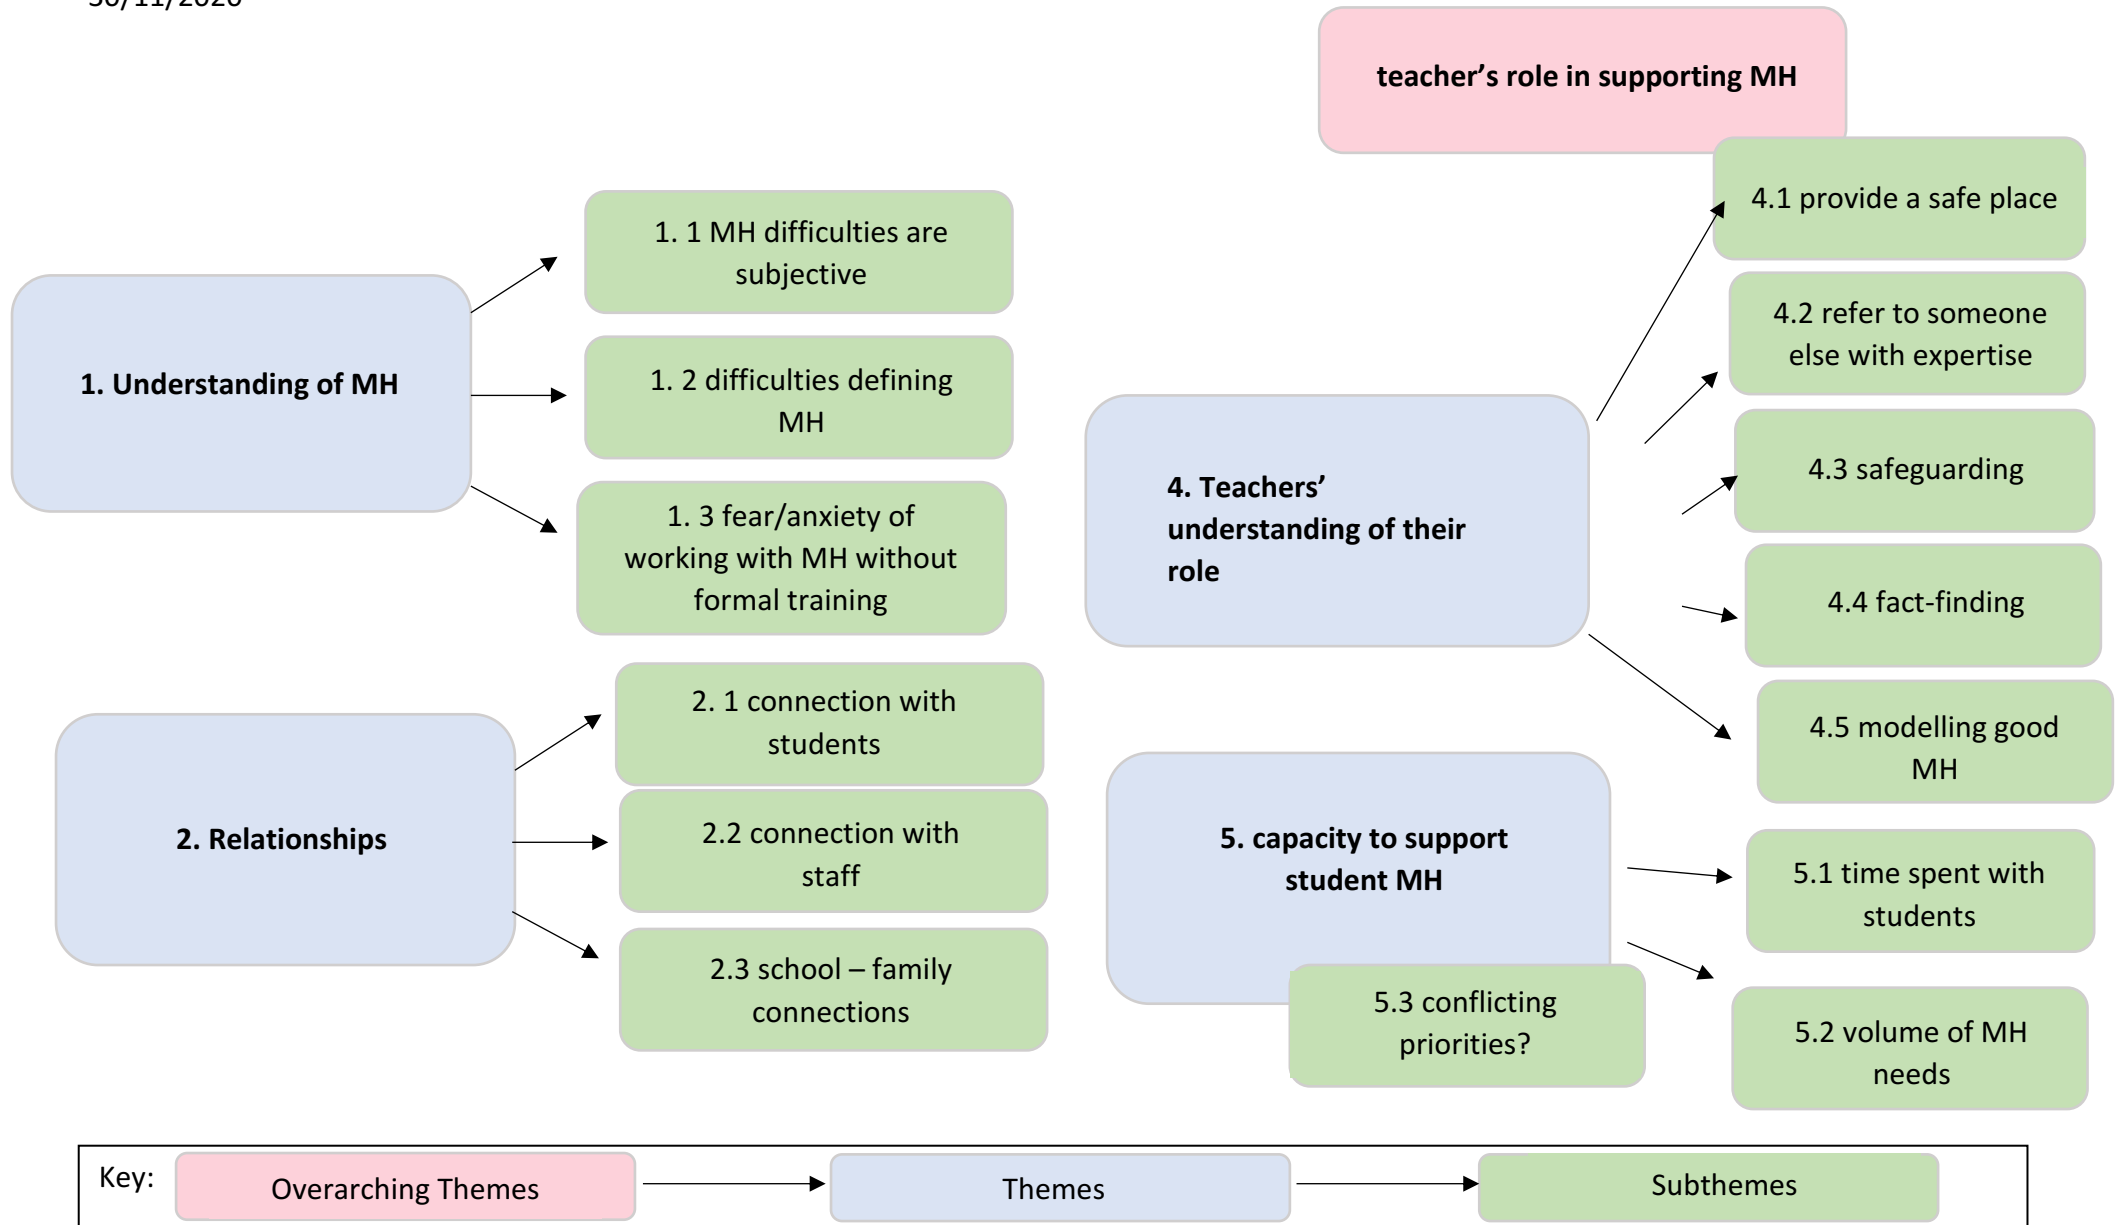 30/11/2020
teacher’s role in supporting MH
1. Understanding of MH
1. 1 MH difficulties are
subjective
1. 2 difficulties defining
MH
1. 3 fear/anxiety of
working with MH without
formal training
2. Relationships
2. 1 connection with
students
2.2 connection with
staff
2.3 school – family
connections
4. Teachers’
understanding of their
role
4.1 provide a safe place
4.2 refer to someone
else with expertise
4.3 safeguarding
4.4 fact-finding
4.5 modelling good
MH
5. capacity to support
student MH
5.1 time spent with
students
5.2 volume of MH
needs
5.3 conflicting
priorities?
Key:
Overarching Themes
Themes
Subthemes